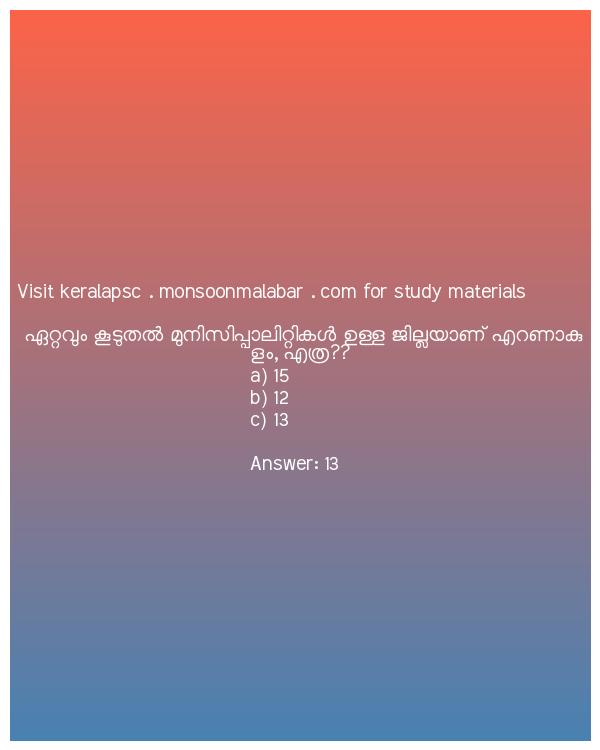 Visit keralapsc . monsoonmalabar . com for study materials
ഏറ്റവും കൂടുതൽ മുനിസിപ്പാലിറ്റികൾ ഉള്ള ജില്ലയാണ് എറണാകു
ളം, എത്ര??
a) 15
b) 12
c) 13
Answer: 13